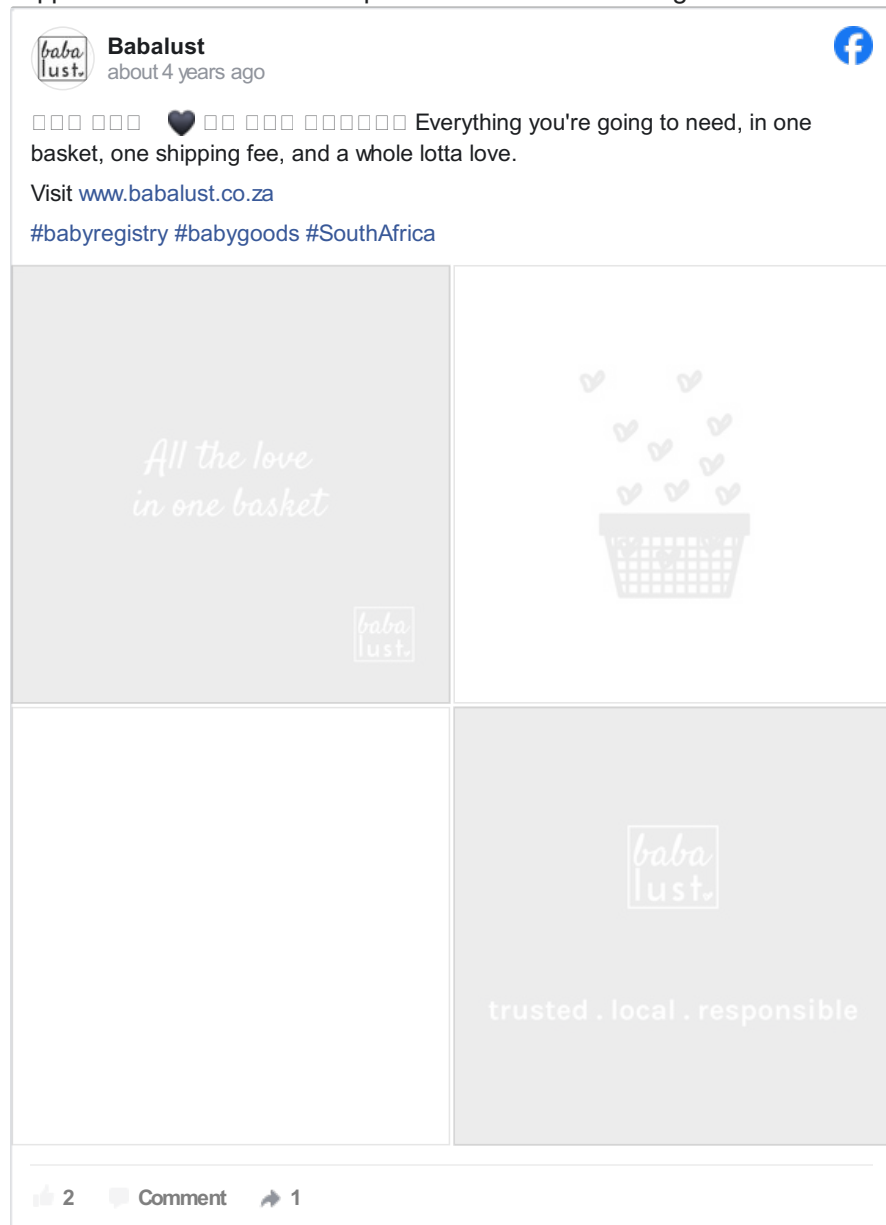 Babalust
about 4 years ago
🖤 Everything you're going to need, in one
basket, one shipping fee, and a whole lotta love.
Visit www.babalust.co.za
#babyregistry #babygoods #SouthAfrica
All the love
in one basket
baba
lust
baba
lust
baba
lust
trusted . local . responsible
2 Comment 1